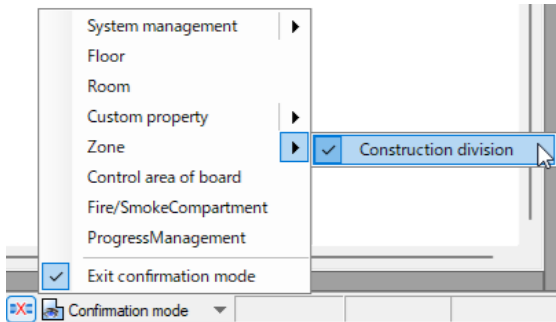 System management
Floor
Room
Custom property
Zone
Construction division
Control area of board
Fire/SmokeCompartment
ProgressManagement
Exit confirmation mode
Confirmation mode